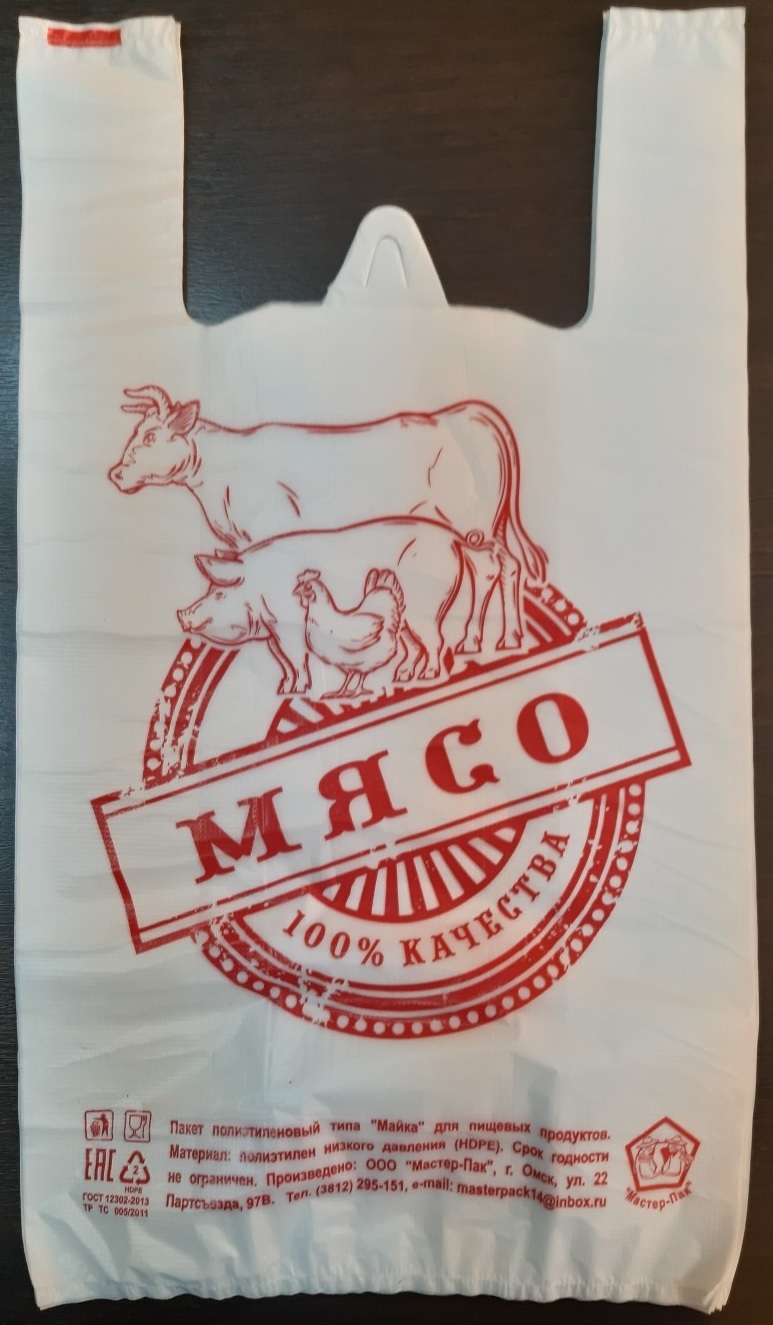 МЯСО
100% КАЧЕСТВА
Пакет полиэтиленовый типа "Майка" для пищевых продуктов.
Материал: полиэтилен низкого давления (HDPE). Срок годности
не ограничен. Произведено: ООО "Мастер-Пак", г. Омск, ул. 22
Партсъезда, 97В. Тел. (3812) 295-151, e-mail: masterpack14@inbox.ru
ЕАС
2
HDPE
ГОСТ 12302-2013
ТР ТС 005/2011
"Мастер-Пак"